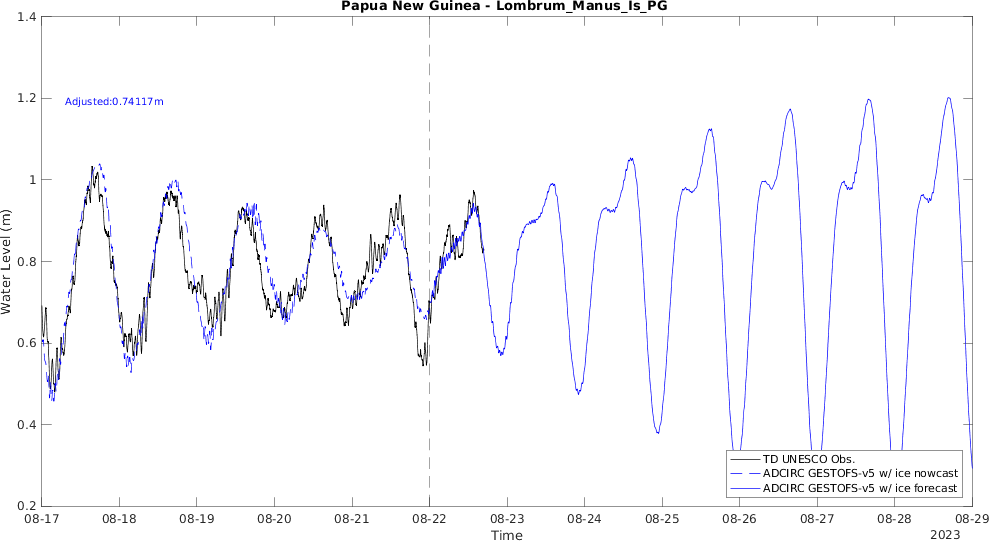 Papua New Guinea - Lombrum_Manus_Is_PG
1.4
1.2
1
0.8
0.6
0.4
0.2
Water Level (m)
Adjusted:0.74117m
TD UNESCO Obs.
ADCIRC GESTOFS-v5 w/ ice nowcast
ADCIRC GESTOFS-v5 w/ ice forecast
08-17 08-18 08-19 08-20 08-21 08-22 08-23 08-24 08-25 08-26 08-27 08-28 08-29
Time
2023